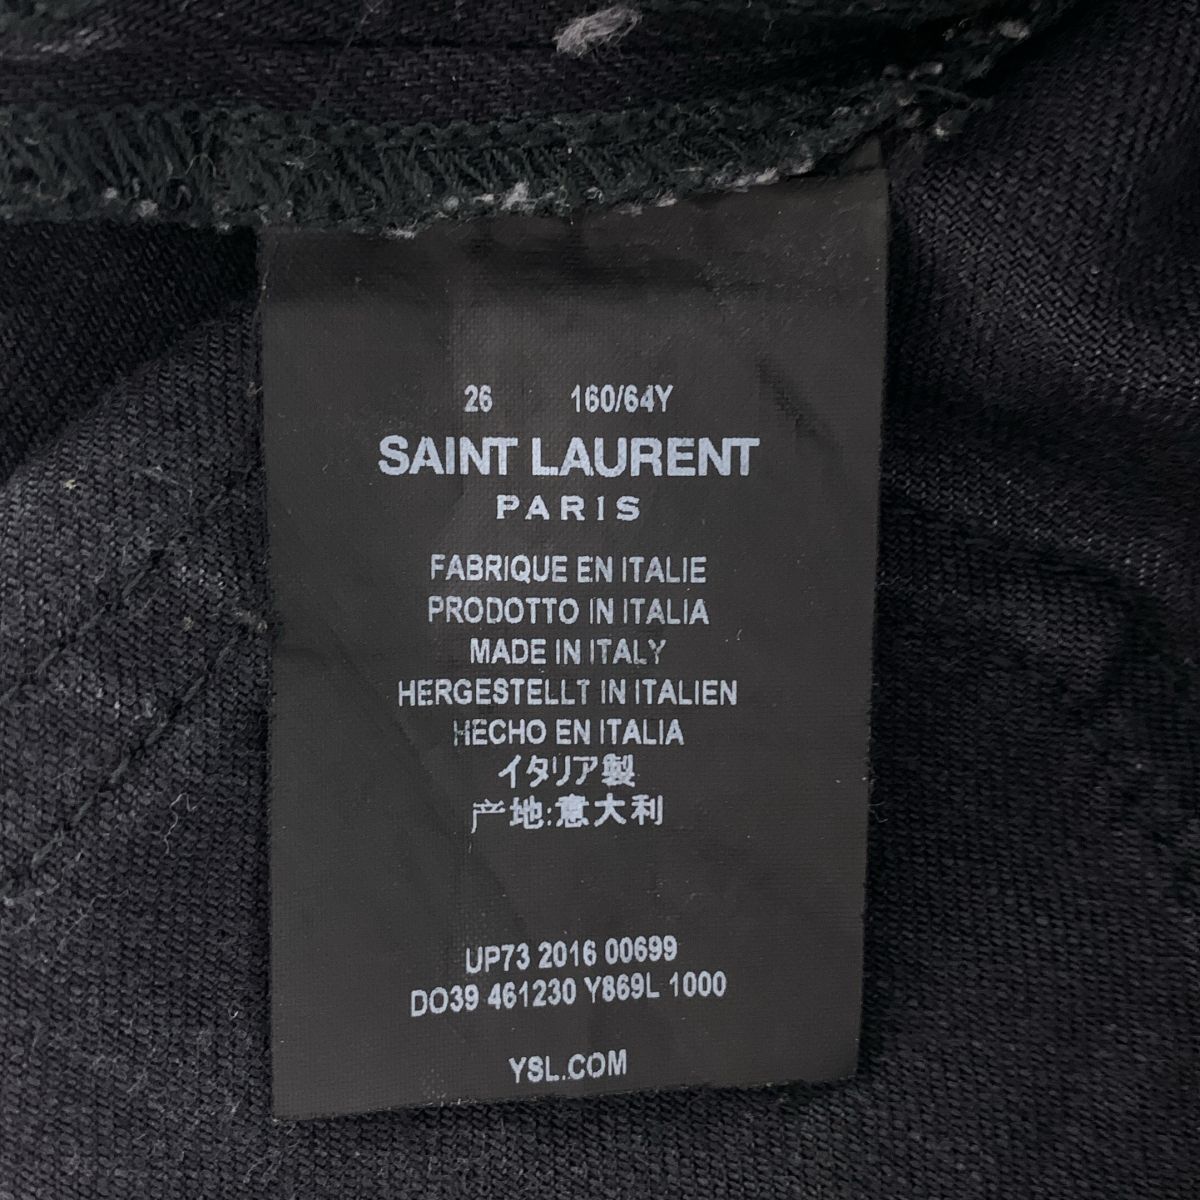 26 160/64Y
SAINT LAURENT
PARIS
FABRIQUE EN ITALIE
PRODOTTO IN ITALIA
MADE IN ITALY
HERGESTELLT IN ITALIEN
HECHO EN ITALIA
イタリア製
产地:意大利
UP73 2016 00699
DO39 461230 Y869L 1000
YSL.COM